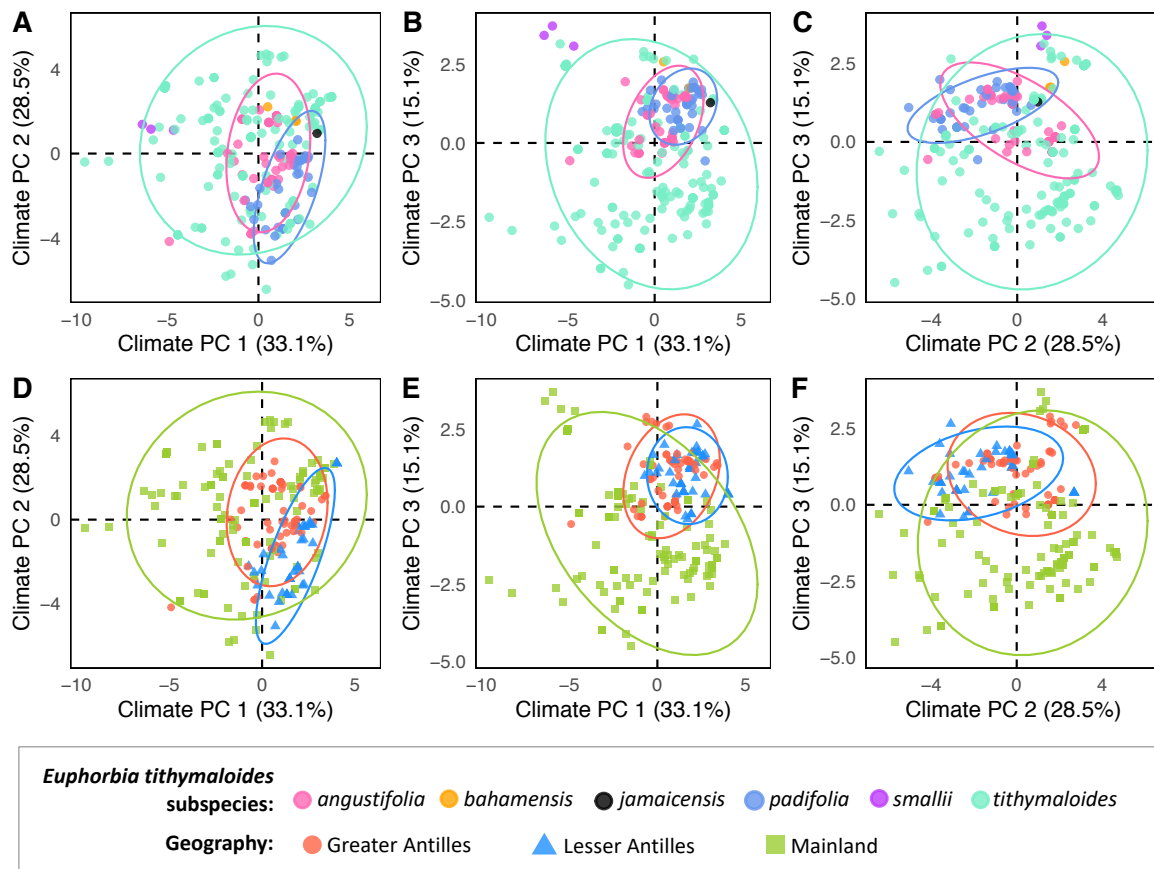 A
B
C
4
0
−4
Climate PC 2 (28.5%)
−10
−5
0
5
Climate PC 1 (33.1%)
2.5
0.0
−2.5
−5.0
Climate PC 3 (15.1%)
−10
−5
0
5
Climate PC 1 (33.1%)
2.5
0.0
−2.5
−5.0
Climate PC 3 (15.1%)
−4
0
4
Climate PC 2 (28.5%)
D
E
F
4
0
−4
Climate PC 2 (28.5%)
−10
−5
0
5
Climate PC 1 (33.1%)
2.5
0.0
−2.5
−5.0
Climate PC 3 (15.1%)
−10
−5
0
5
Climate PC 1 (33.1%)
2.5
0.0
−2.5
−5.0
Climate PC 3 (15.1%)
−4
0
4
Climate PC 2 (28.5%)
Euphorbia tithymaloides
subspecies: angustifolia bahamensis jamaicensis padifolia smallii tithymaloides
Geography: Greater Antilles Lesser Antilles Mainland